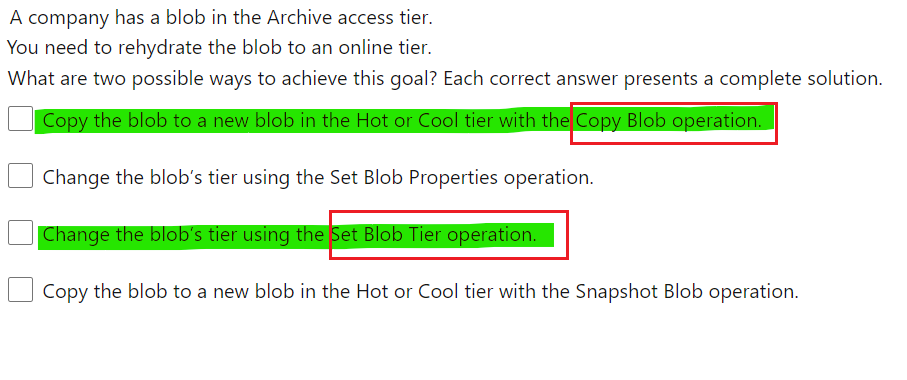 A company has a blob in the Archive access tier.
You need to rehydrate the blob to an online tier.
What are two possible ways to achieve this goal? Each correct answer presents a complete solution.
Copy the blob to a new blob in the Hot or Cool tier with the Copy Blob operation.
Change the blob's tier using the Set Blob Properties operation.
Change the blob's tier using the Set Blob Tier operation.
Copy the blob to a new blob in the Hot or Cool tier with the Snapshot Blob operation.